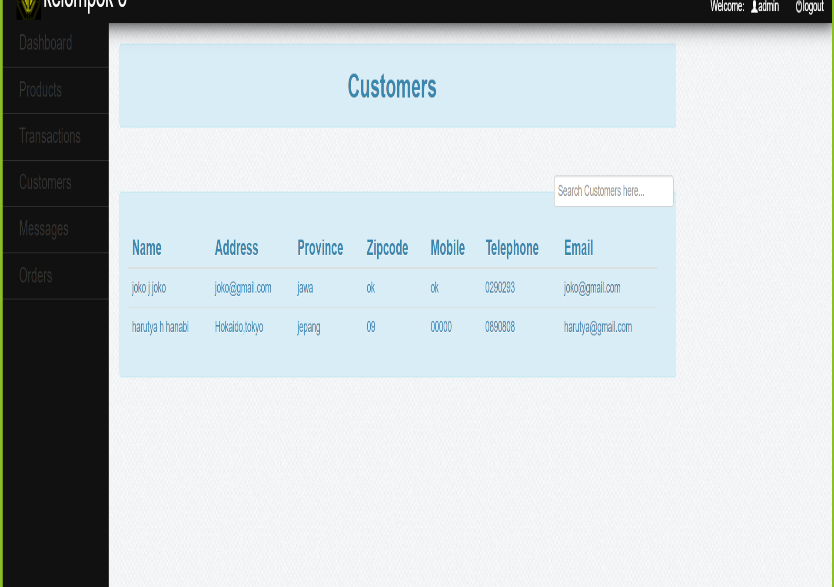 Kelompok 6
Welcome: admin logout
Dashboard
Products
Transactions
Customers
Messages
Orders
Customers
Search Customers here...
Name Address Province Zipcode Mobile Telephone Email
joko j joko joko@gmail.com jawa ok ok 0290293 joko@gmail.com
harutya h hanabi Hokaido,tokyo jepang 09 00000 0890808 harutya@gmail.com